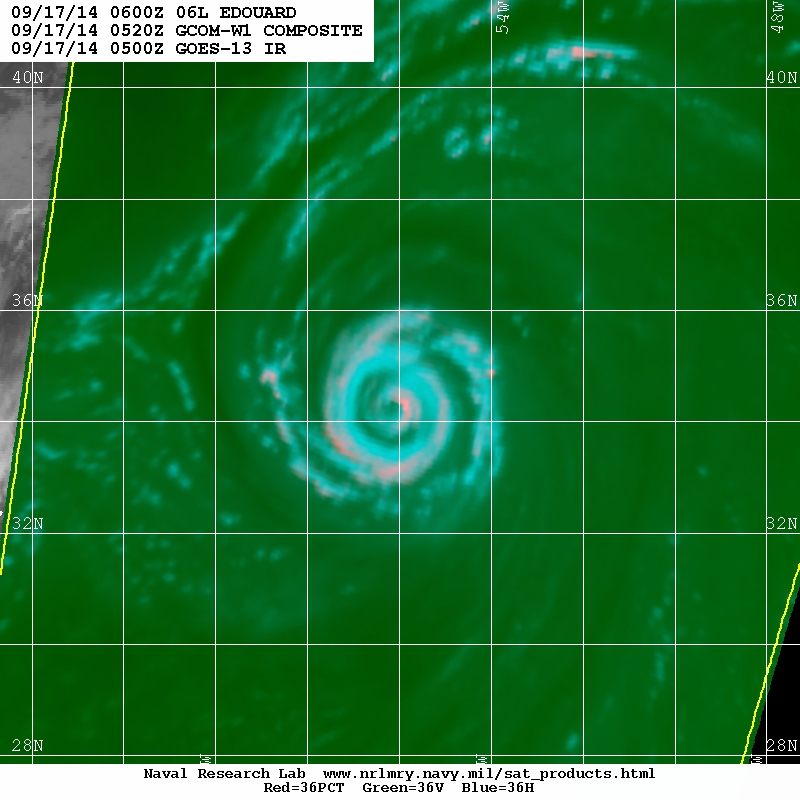 09/17/14 0600Z 06L EDOUARD
09/17/14 0520Z GCOM-W1 COMPOSITE
09/17/14 0500Z GOES-13 IR
54W
48W
40N
40N
36N
36N
32N
32N
28N
28N
W
W
W
Naval Research Lab www.nrlmry.navy.mil/sat_products.html
Red=36PCT Green=36V Blue=36H